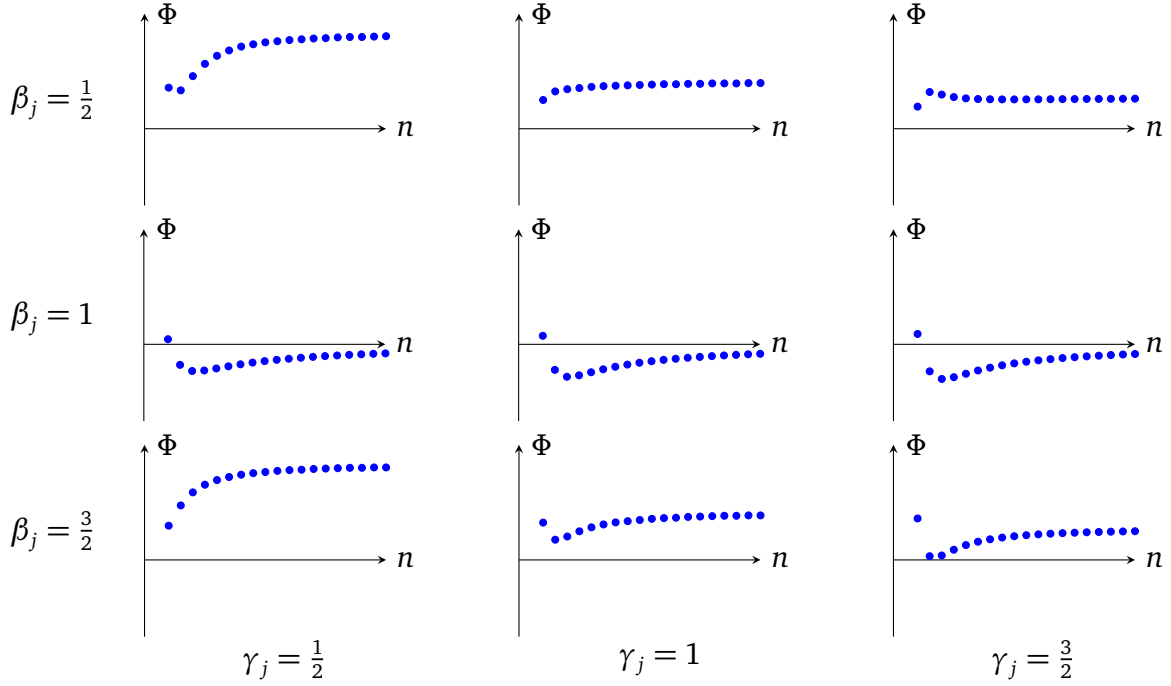 Φ Φ Φ
β_j = 1/2 n n n
Φ Φ Φ
β_j = 1 n n n
Φ Φ Φ
β_j = 3/2 n n n
γ_j = 1/2 γ_j = 1 γ_j = 3/2